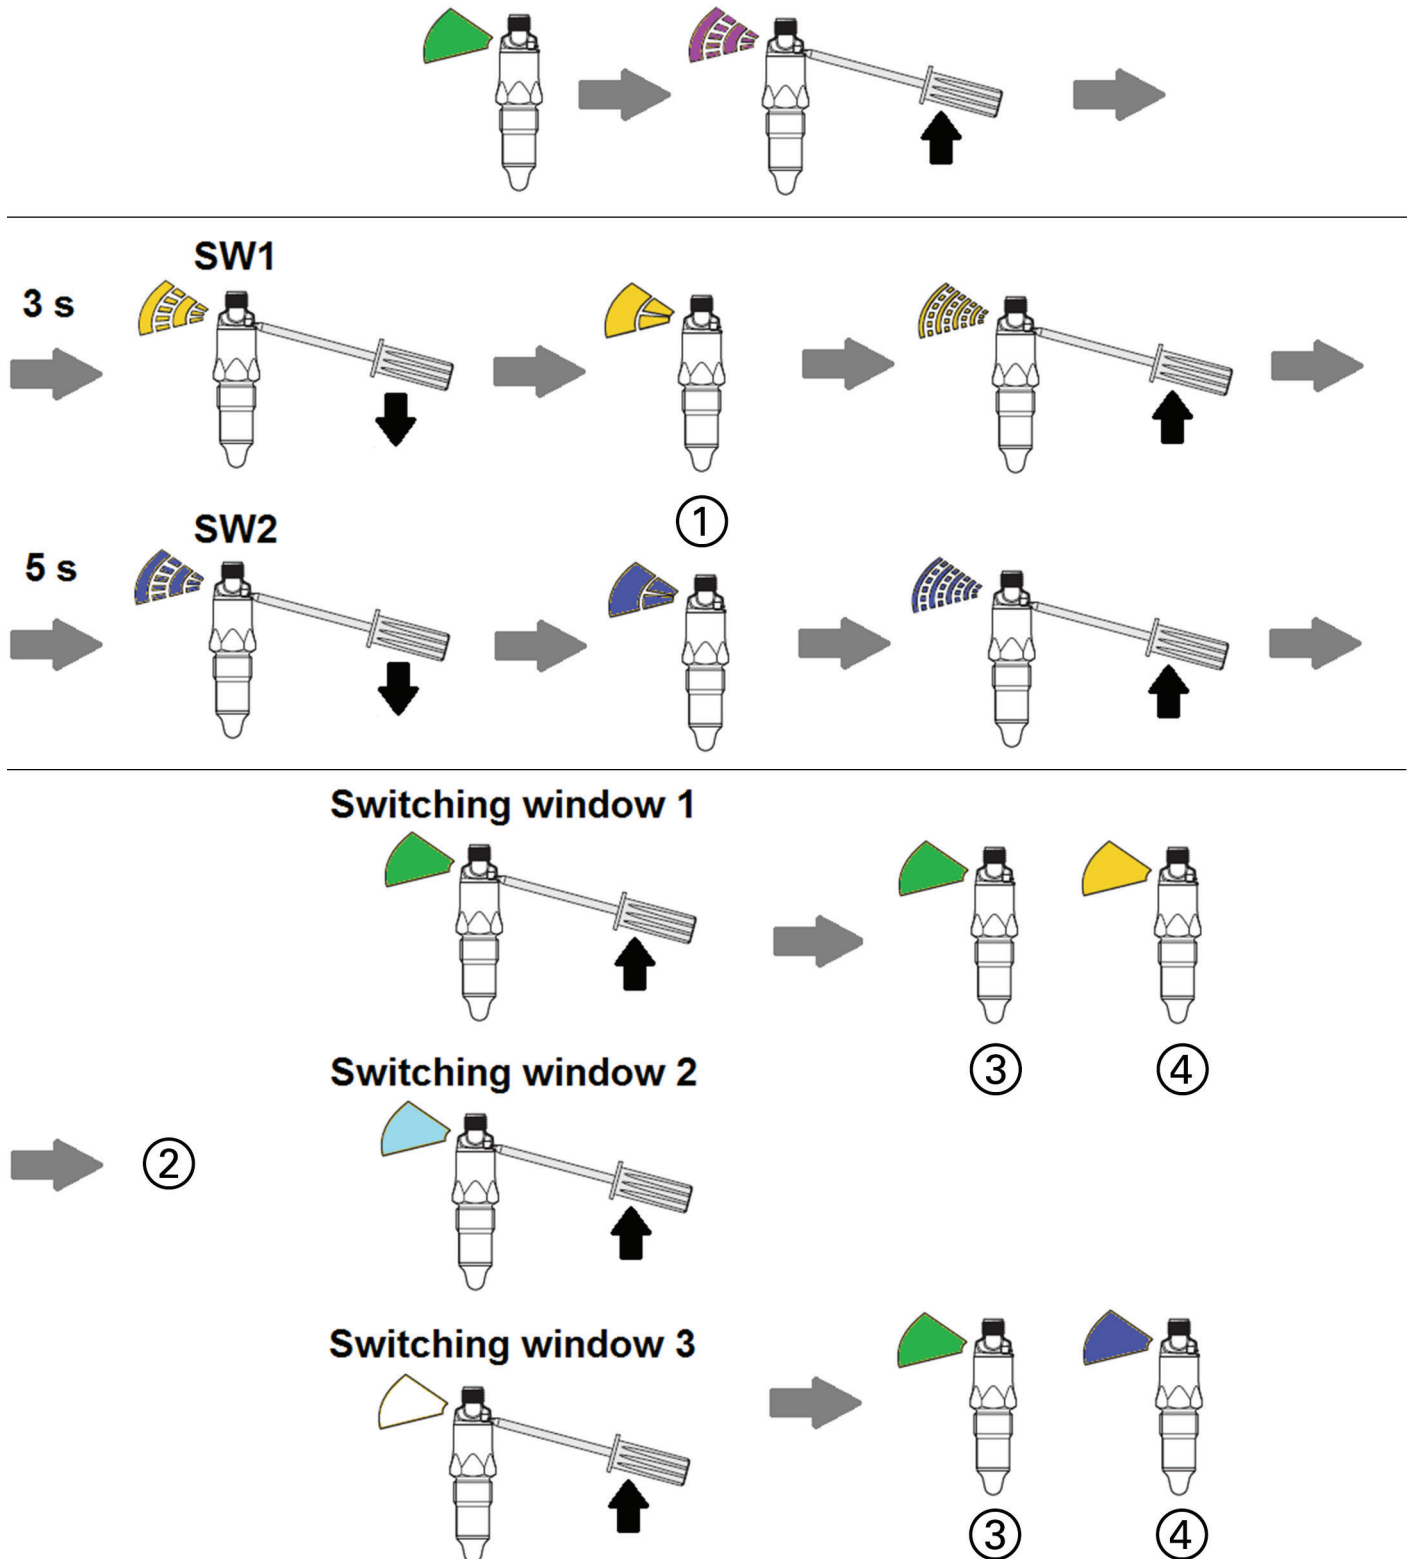 SW1
3 s
①
SW2
5 s
Switching window 1
③ ④
Switching window 2
②
Switching window 3
③ ④